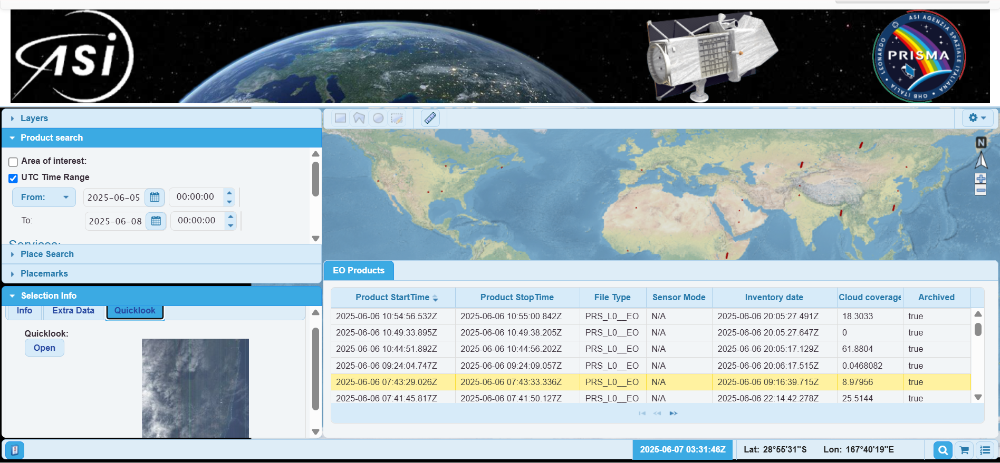 ASI
ASI AGENZIA SPAZIALE ITALIANA • OHB ITALIA • LEONARDO •
PRISMA
Layers
Product search
Area of interest:
UTC Time Range
From: 2025-06-05 00:00:00
To: 2025-06-08 00:00:00
Services:
Place Search
Placemarks
Selection Info
Info Extra Data Quicklook
Quicklook:
Open
N
EO Products
Product StartTime Product StopTime File Type Sensor Mode Inventory date Cloud coverage Archived
2025-06-06 10:54:56.532Z 2025-06-06 10:55:00.842Z PRS_L0__EO N/A 2025-06-06 20:05:27.491Z 18.3033 true
2025-06-06 10:49:33.895Z 2025-06-06 10:49:38.205Z PRS_L0__EO N/A 2025-06-06 20:05:27.647Z 0 true
2025-06-06 10:44:51.892Z 2025-06-06 10:44:56.202Z PRS_L0__EO N/A 2025-06-06 20:05:17.129Z 61.8804 true
2025-06-06 09:24:04.747Z 2025-06-06 09:24:09.057Z PRS_L0__EO N/A 2025-06-06 20:06:17.515Z 0.0468082 true
2025-06-06 07:43:29.026Z 2025-06-06 07:43:33.336Z PRS_L0__EO N/A 2025-06-06 09:16:39.715Z 8.97956 true
2025-06-06 07:41:45.817Z 2025-06-06 07:41:50.127Z PRS_L0__EO N/A 2025-06-06 22:14:42.278Z 25.5144 true
2025-06-07 03:31:46Z Lat: 28°55'31"S Lon: 167°40'19"E